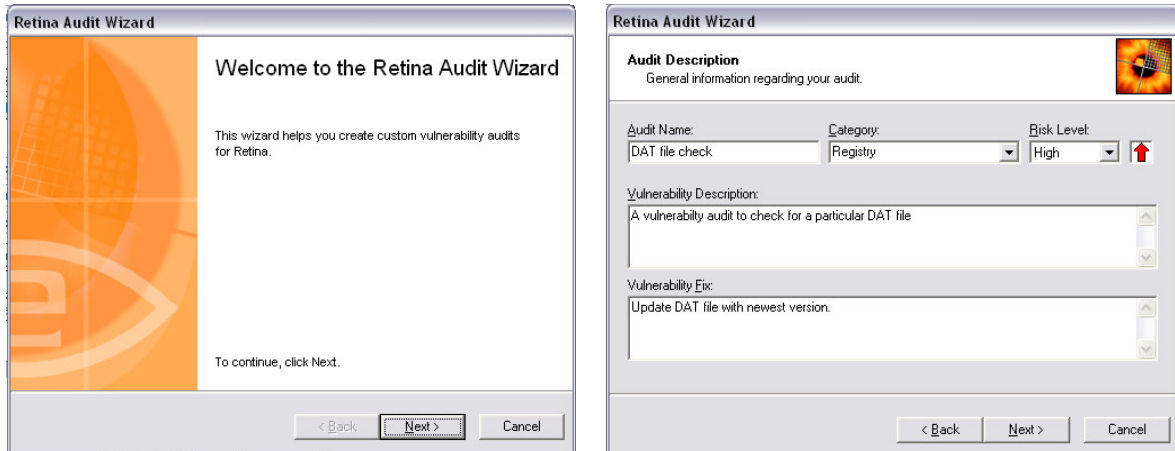 Retina Audit Wizard
Welcome to the Retina Audit Wizard
This wizard helps you create custom vulnerability audits
for Retina.
To continue, click Next.
< Back
Next >
Cancel
Retina Audit Wizard
Audit Description
General information regarding your audit.
Audit Name:
Category:
Risk Level:
DAT file check
Registry
High
Vulnerability Description:
A vulnerabilty audit to check for a particular DAT file
Vulnerability Fix:
Update DAT file with newest version.
< Back
Next >
Cancel